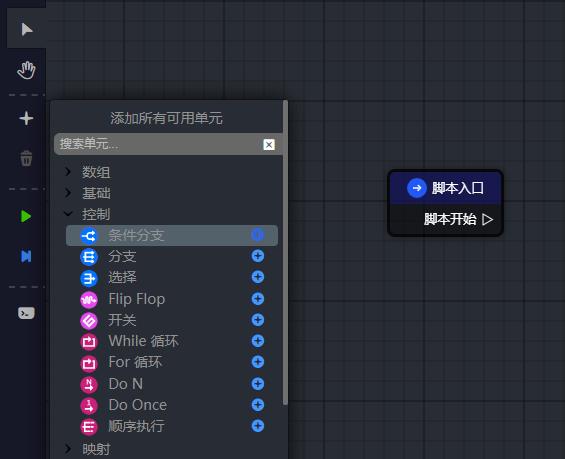 添加所有可用单元
搜索单元...
数组
基础
控制
条件分支
分支
选择
Flip Flop
开关
While 循环
For 循环
Do N
Do Once
顺序执行
映射
脚本入口
脚本开始